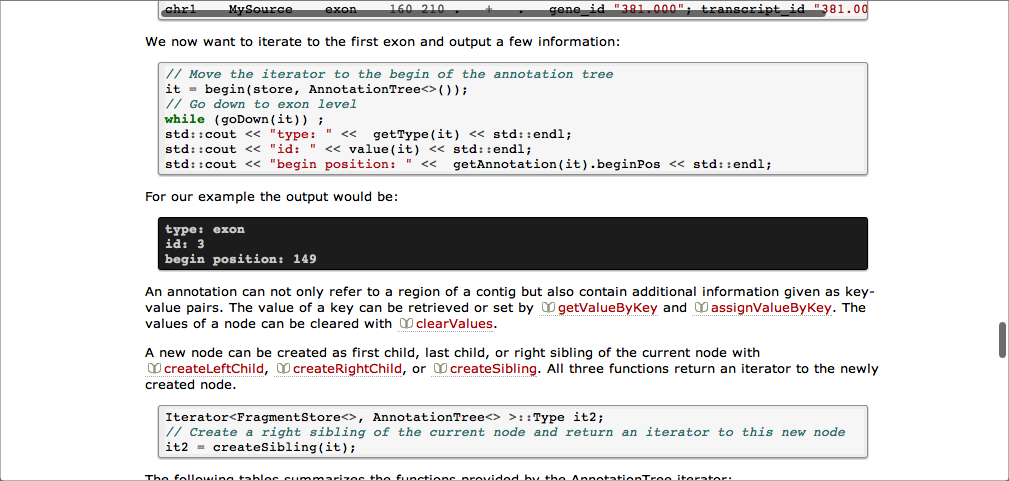 chr1 MySource exon 160 210 . + . gene_id "381.000"; transcript_id "381.00
We now want to iterate to the first exon and output a few information:
// Move the iterator to the begin of the annotation tree
it = begin(store, AnnotationTree<>());
// Go down to exon level
while (goDown(it)) ;
std::cout << "type: " << getType(it) << std::endl;
std::cout << "id: " << value(it) << std::endl;
std::cout << "begin position: " << getAnnotation(it).beginPos << std::endl;
For our example the output would be:
type: exon
id: 3
begin position: 149
An annotation can not only refer to a region of a contig but also contain additional information given as key-
value pairs. The value of a key can be retrieved or set by getValueByKey and assignValueByKey. The
values of a node can be cleared with clearValues.
A new node can be created as first child, last child, or right sibling of the current node with
createLeftChild, createRightChild, or createSibling. All three functions return an iterator to the newly
created node.
Iterator<FragmentStore<>, AnnotationTree<> >::Type it2;
// Create a right sibling of the current node and return an iterator to this new node
it2 = createSibling(it);
The following tables summarizes the functions provided by the AnnotationTree iterator: